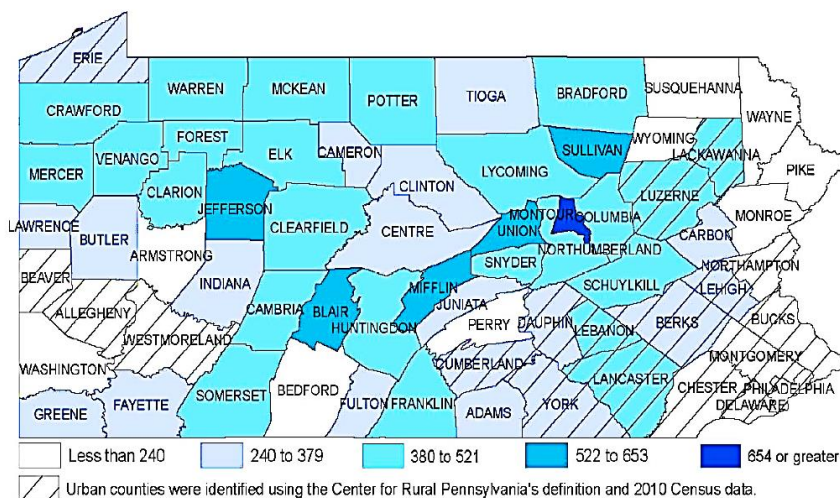 ERIE
WARREN
MCKEAN
POTTER
TIOGA
BRADFORD
SUSQUEHANNA
CRAWFORD
WAYNE
FOREST
WYOMING
MERCER
VENANGO
ELK
CAMERON
SULLIVAN
LACKAWANNA
PIKE
CLARION
CLINTON
LYCOMING
LUZERNE
LAWRENCE
JEFFERSON
CLEARFIELD
CENTRE
MONTOUR
COLUMBIA
MONROE
BUTLER
UNION
CARBON
ARMSTRONG
SNYDER
NORTHUMBERLAND
NORTHAMPTON
BEAVER
INDIANA
MIFFLIN
SCHUYLKILL
LEHIGH
ALLEGHENY
CAMBRIA
BLAIR
HUNTINGDON
JUNIATA
PERRY
DAUPHIN
LEBANON
BERKS
BUCKS
WESTMORELAND
CUMBERLAND
MONTGOMERY
WASHINGTON
SOMERSET
BEDFORD
LANCASTER
CHESTER
PHILADELPHIA
GREENE
FAYETTE
FULTON
FRANKLIN
ADAMS
YORK
DELAWARE
Less than 240 240 to 379 380 to 521 522 to 653 654 or greater
Urban counties were identified using the Center for Rural Pennsylvania's definition and 2010 Census data.